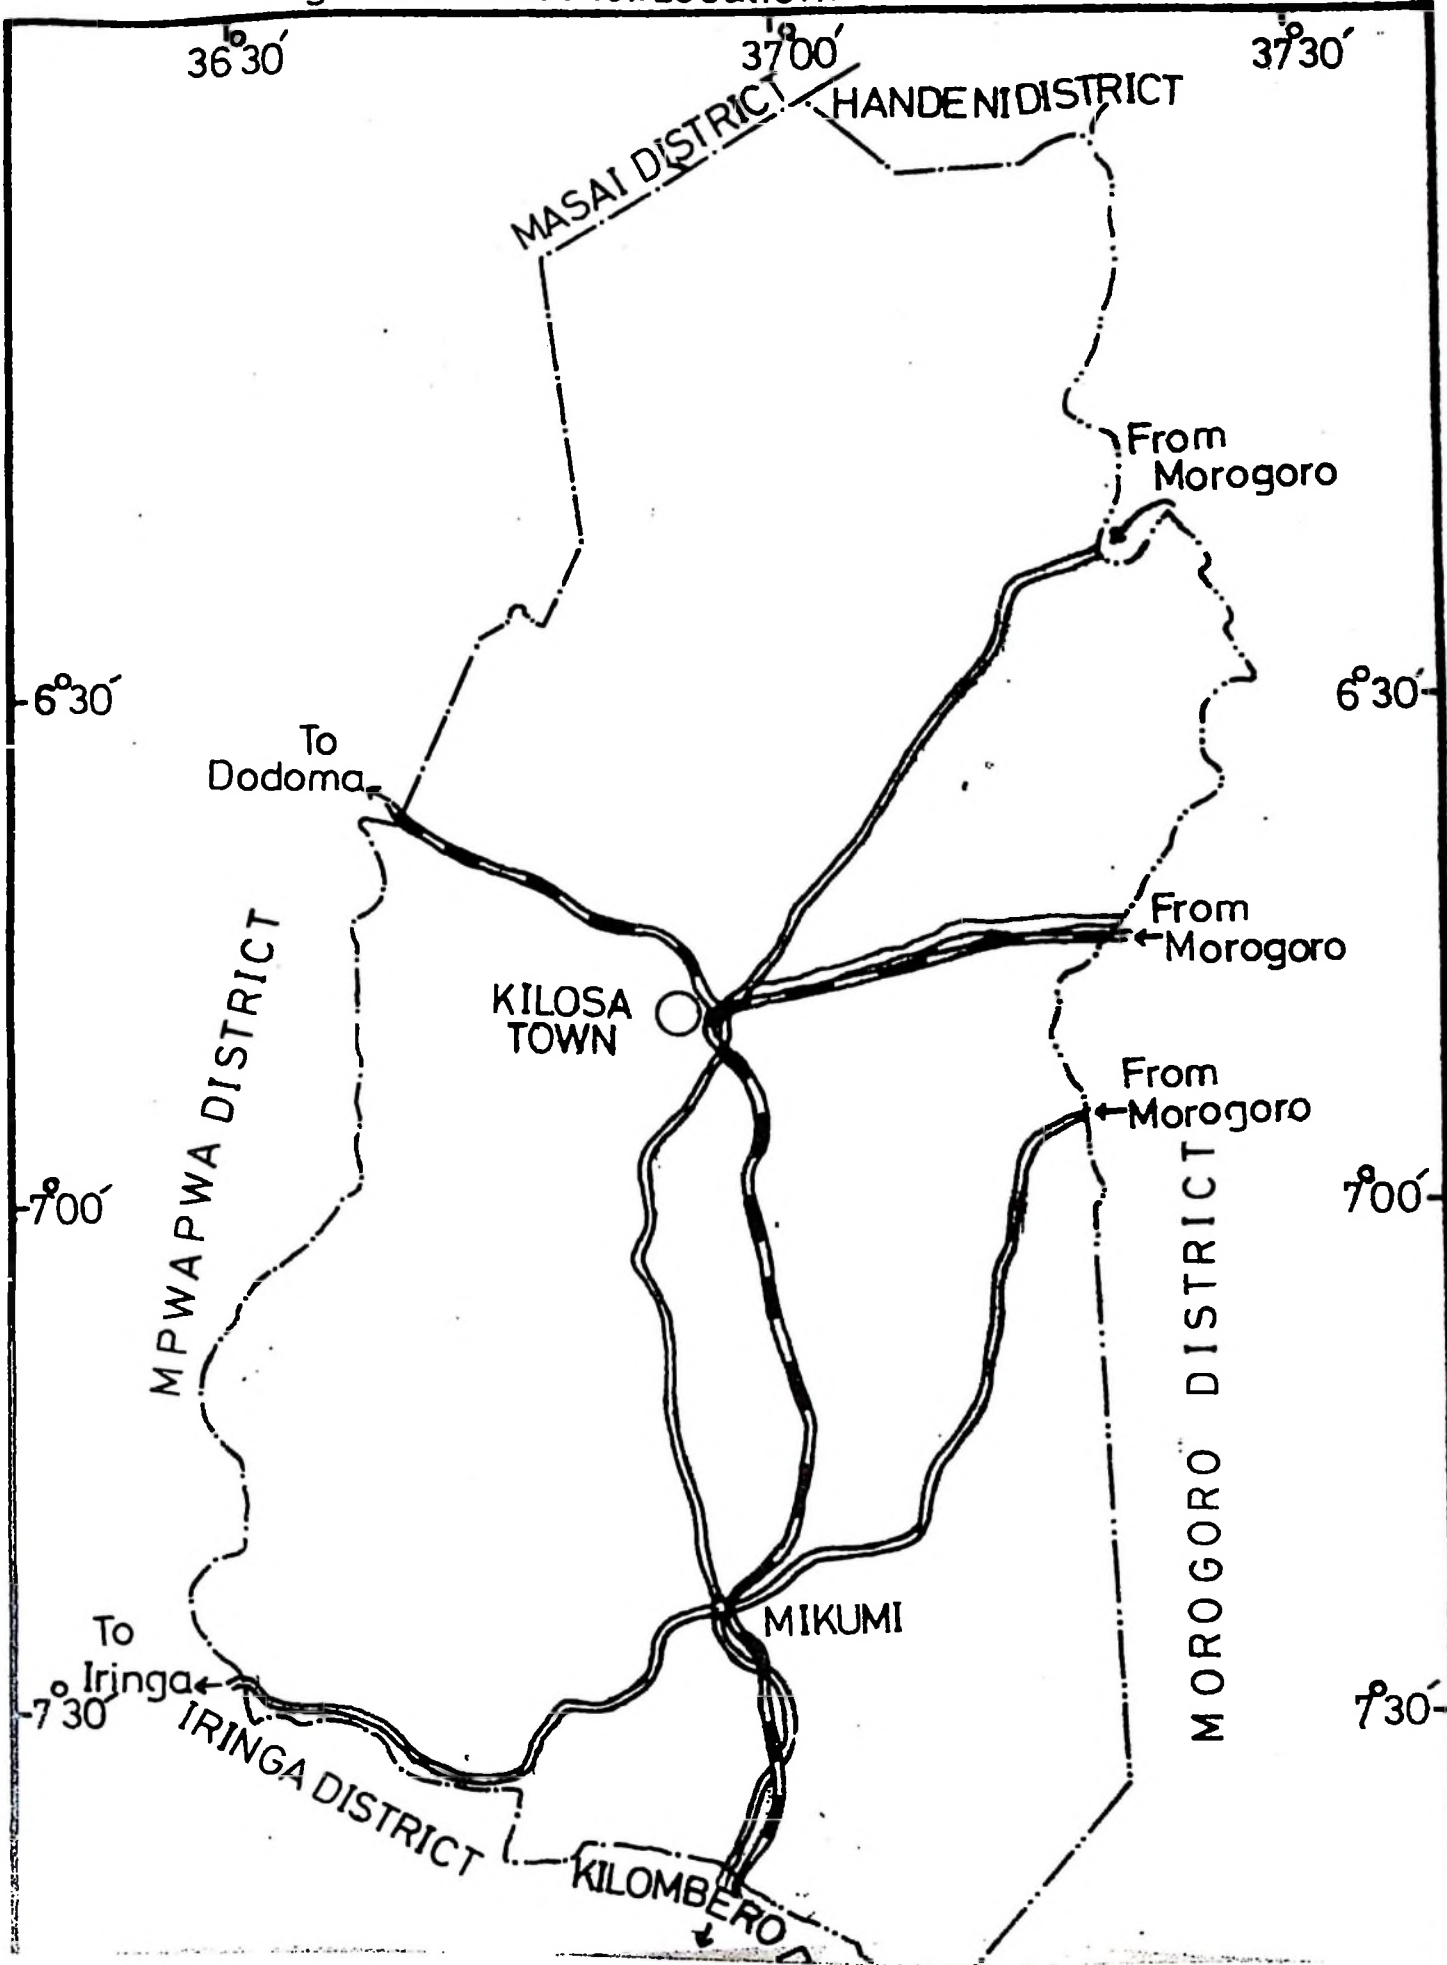 36°30′
37°00′
37°30′
MASAI DISTRICT
HANDENI DISTRICT
From
Morogoro
6°30′
6°30′
To
Dodoma
From
Morogoro
KILOSA
TOWN
MPWAPWA DISTRICT
From
Morogoro
7°00′
7°00′
MOROGORO DISTRICT
MIKUMI
To
Iringa
7°30′
7°30′
IRINGA DISTRICT
KILOMBERO